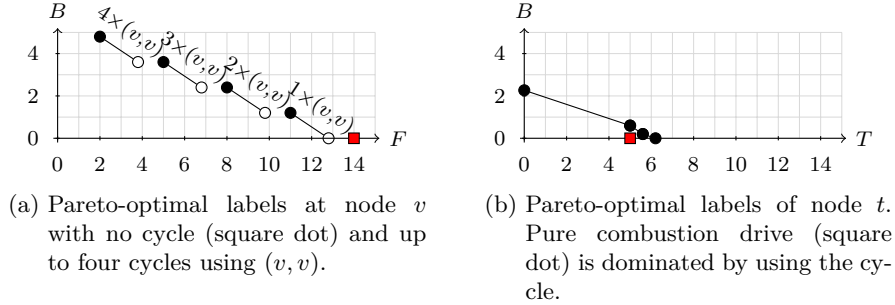 B
4
2
0
4×(v,v)
3×(v,v)
2×(v,v)
1×(v,v)
F
0 2 4 6 8 10 12 14
(a) Pareto-optimal labels at node v
with no cycle (square dot) and up
to four cycles using (v, v).
B
4
2
0
T
0 2 4 6 8 10 12 14
(b) Pareto-optimal labels of node t.
Pure combustion drive (square
dot) is dominated by using the cy-
cle.